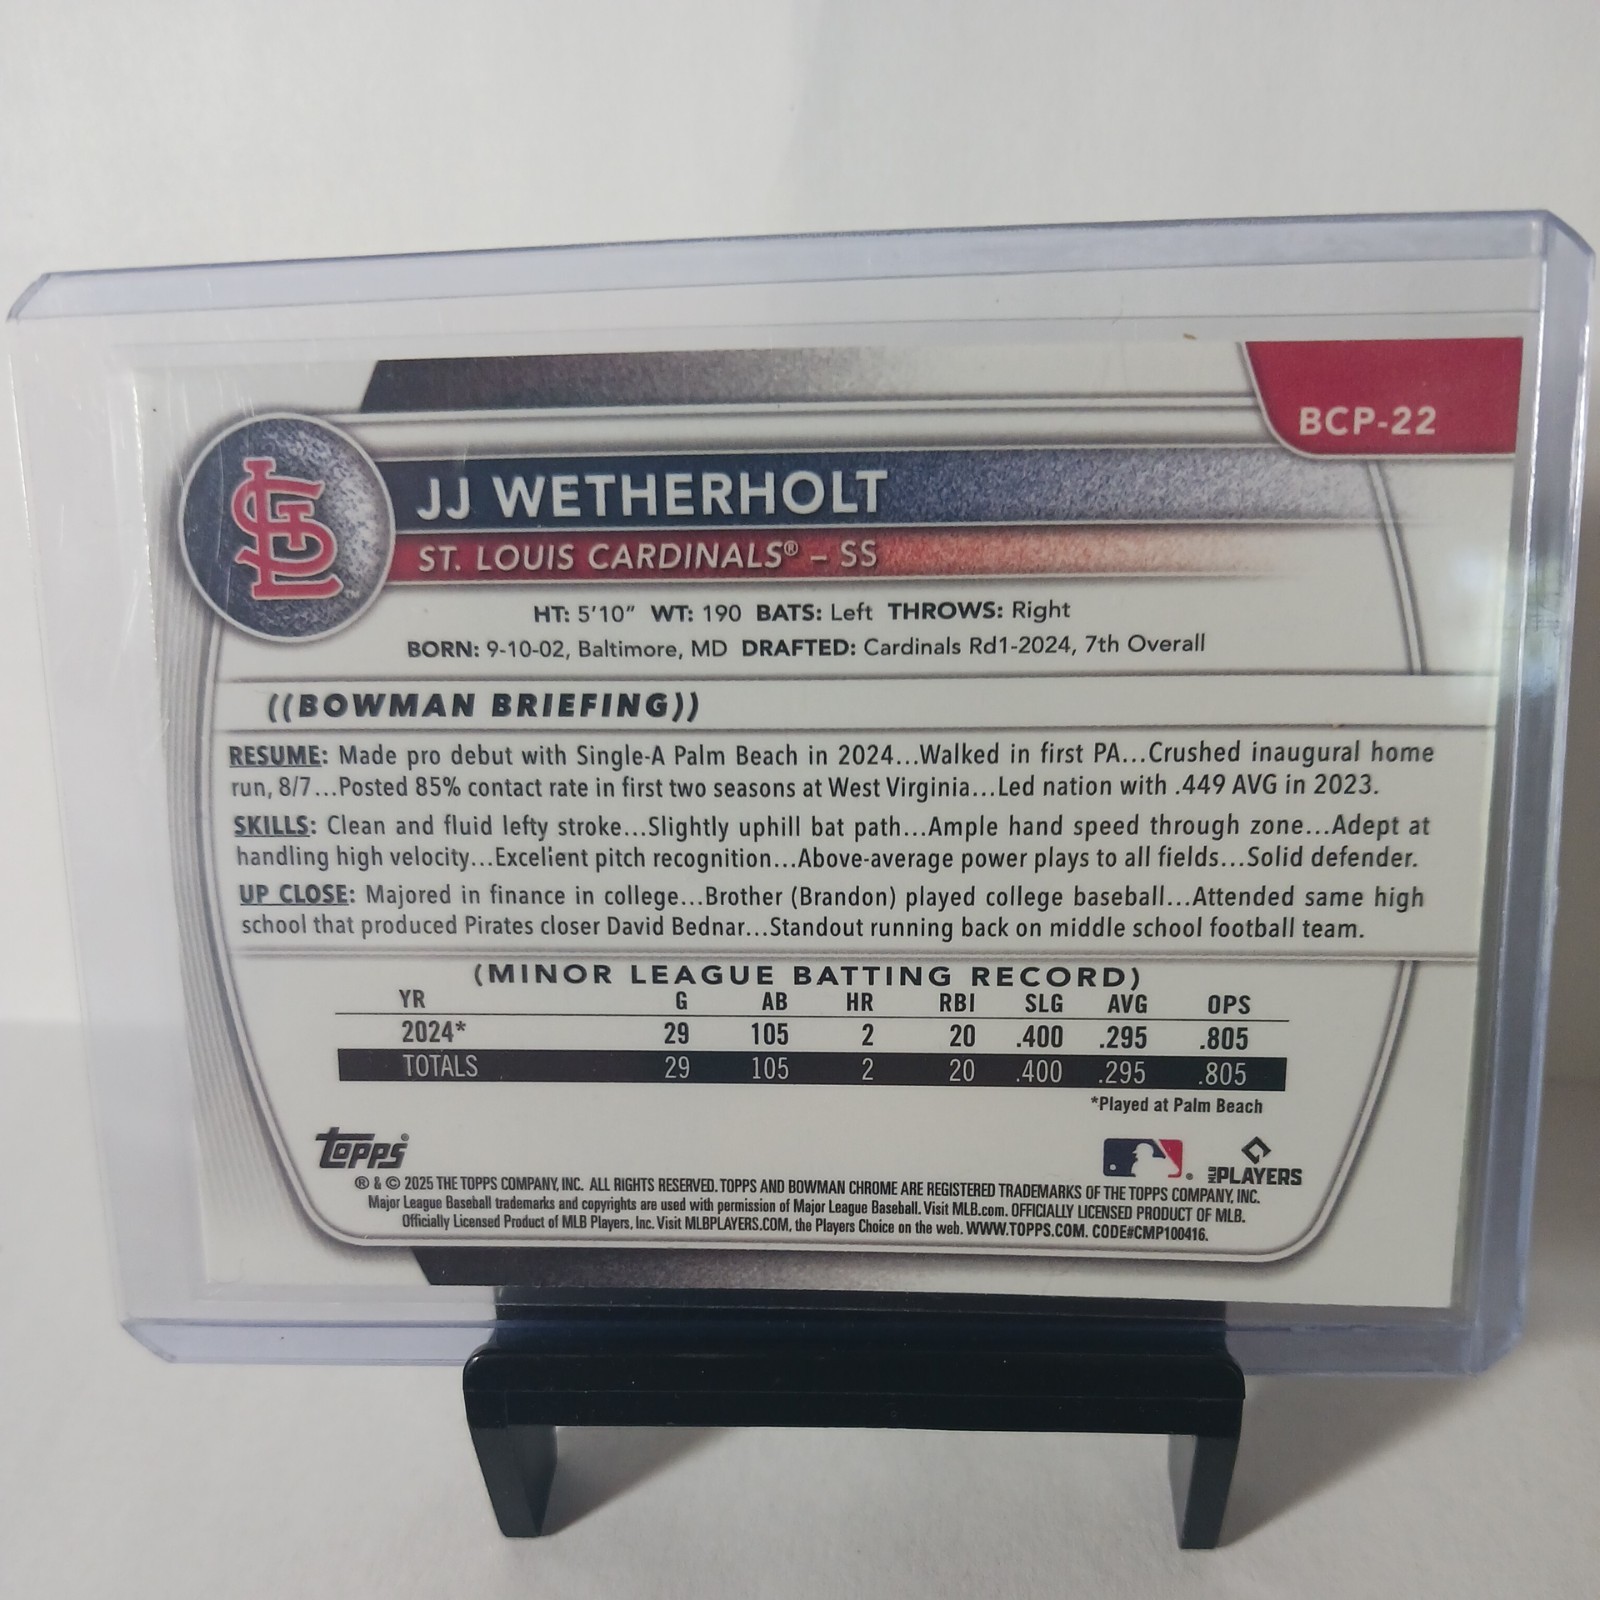 BCP-22
STL™
JJ WETHERHOLT
ST. LOUIS CARDINALS® – SS
HT: 5'10" WT: 190 BATS: Left THROWS: Right
BORN: 9-10-02, Baltimore, MD DRAFTED: Cardinals Rd1-2024, 7th Overall
((BOWMAN BRIEFING))
RESUME: Made pro debut with Single-A Palm Beach in 2024...Walked in first PA...Crushed inaugural home
run, 8/7...Posted 85% contact rate in first two seasons at West Virginia...Led nation with .449 AVG in 2023.
SKILLS: Clean and fluid lefty stroke...Slightly uphill bat path...Ample hand speed through zone...Adept at
handling high velocity...Excellent pitch recognition...Above-average power plays to all fields...Solid defender.
UP CLOSE: Majored in finance in college...Brother (Brandon) played college baseball...Attended same high
school that produced Pirates closer David Bednar...Standout running back on middle school football team.
(MINOR LEAGUE BATTING RECORD)
YR G AB HR RBI SLG AVG OPS
2024* 29 105 2 20 .400 .295 .805
TOTALS 29 105 2 20 .400 .295 .805
*Played at Palm Beach
Topps®
MLB PLAYERS
® & © 2025 THE TOPPS COMPANY, INC. ALL RIGHTS RESERVED. TOPPS AND BOWMAN CHROME ARE REGISTERED TRADEMARKS OF THE TOPPS COMPANY, INC.
Major League Baseball trademarks and copyrights are used with permission of Major League Baseball. Visit MLB.com. OFFICIALLY LICENSED PRODUCT OF MLB.
Officially Licensed Product of MLB Players, Inc. Visit MLBPLAYERS.COM, the Players Choice on the web. WWW.TOPPS.COM. CODE#CMP100416.